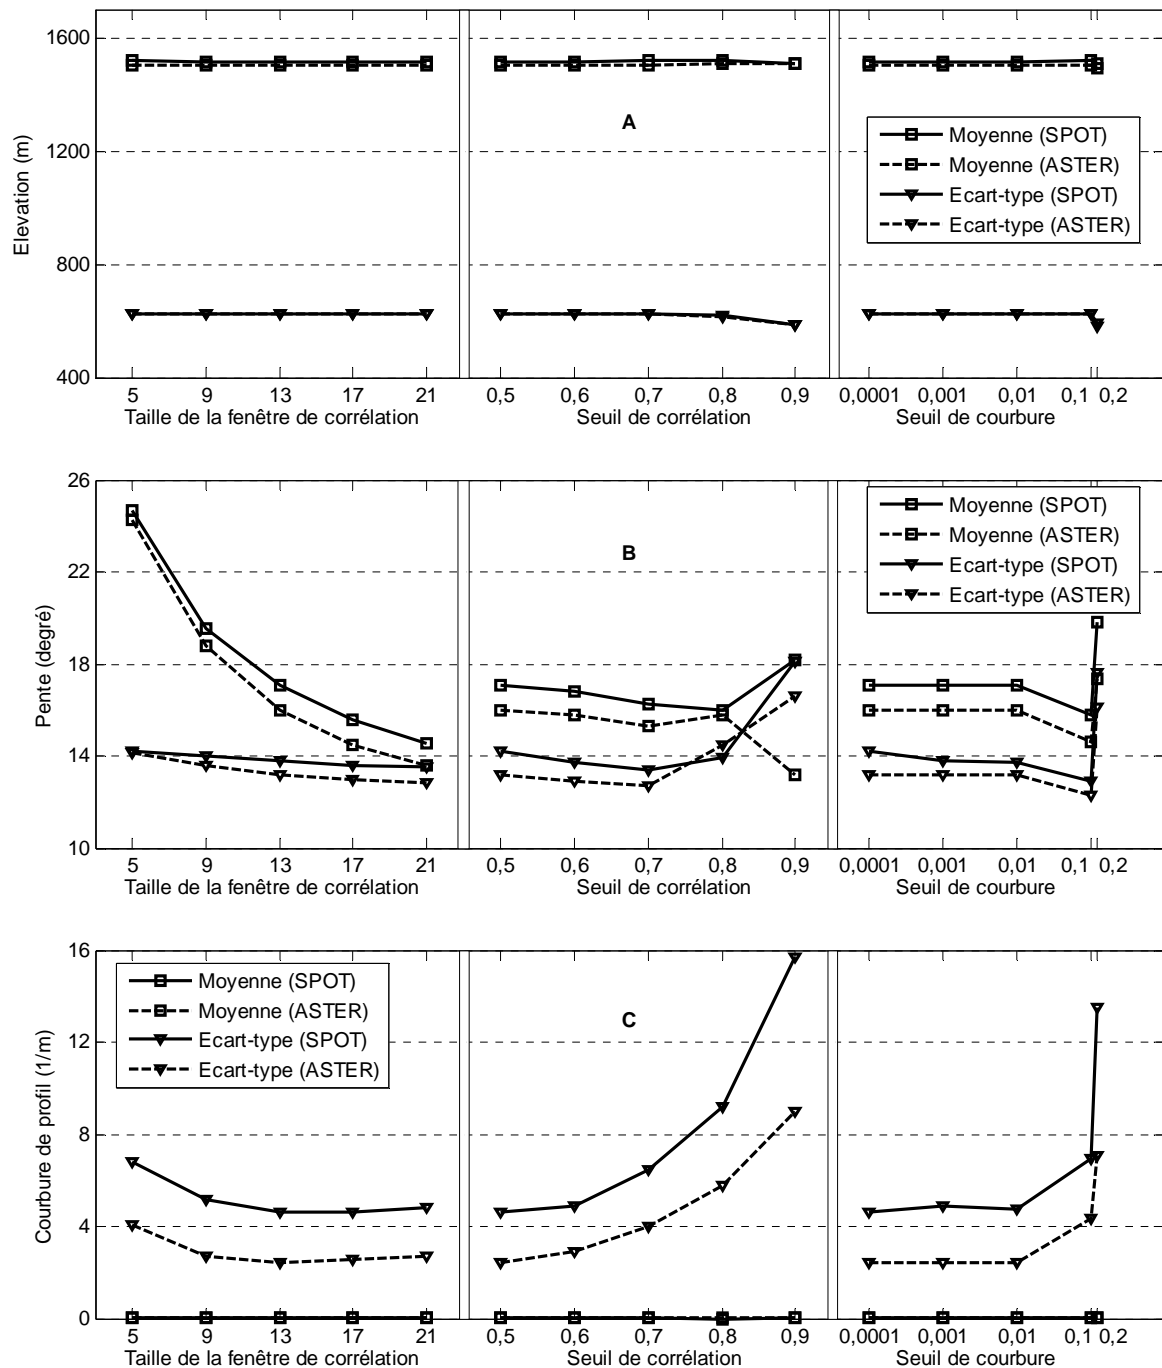 1600
1200
800
400
Elevation (m)
A
Moyenne (SPOT)
Moyenne (ASTER)
Ecart-type (SPOT)
Ecart-type (ASTER)
5 9 13 17 21
0,5 0,6 0,7 0,8 0,9
0,0001 0,001 0,01 0,1 0,2
Taille de la fenêtre de corrélation
Seuil de corrélation
Seuil de courbure
26
22
18
14
10
Pente (degré)
B
Moyenne (SPOT)
Moyenne (ASTER)
Ecart-type (SPOT)
Ecart-type (ASTER)
5 9 13 17 21
0,5 0,6 0,7 0,8 0,9
0,0001 0,001 0,01 0,1 0,2
Taille de la fenêtre de corrélation
Seuil de corrélation
Seuil de courbure
16
12
8
4
0
Courbure de profil (1/m)
Moyenne (SPOT)
Moyenne (ASTER)
Ecart-type (SPOT)
Ecart-type (ASTER)
C
5 9 13 17 21
0,5 0,6 0,7 0,8 0,9
0,0001 0,001 0,01 0,1 0,2
Taille de la fenêtre de corrélation
Seuil de corrélation
Seuil de courbure